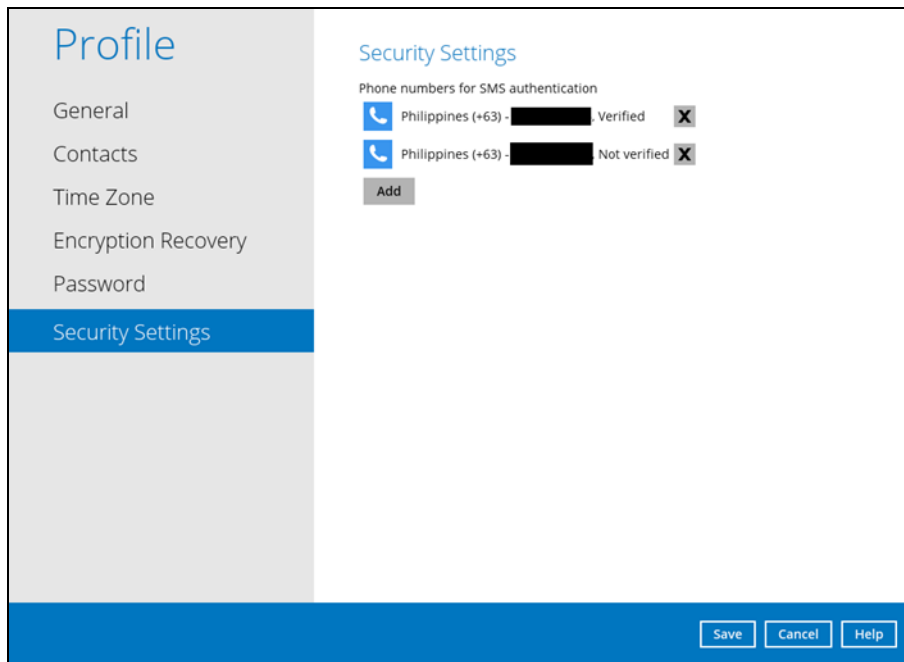 Profile
General
Contacts
Time Zone
Encryption Recovery
Password
Security Settings
Security Settings
Phone numbers for SMS authentication
Philippines (+63) - , Verified X
Philippines (+63) - , Not verified X
Add
Save Cancel Help